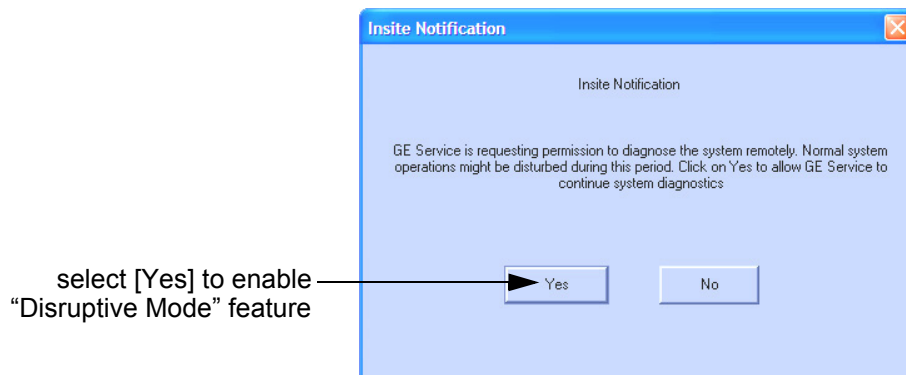 Insite Notification
Insite Notification
GE Service is requesting permission to diagnose the system remotely. Normal system
operations might be disturbed during this period. Click on Yes to allow GE Service to
continue system diagnostics
select [Yes] to enable
“Disruptive Mode” feature
Yes
No